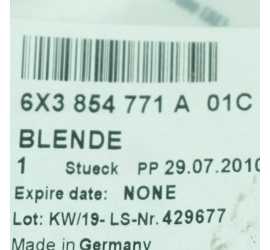 6X3 854 771 A 01C
BLENDE
1 Stueck PP 29.07.2010
Expire date: NONE
Lot: KW/19- LS-Nr. 429677
Made in Germany